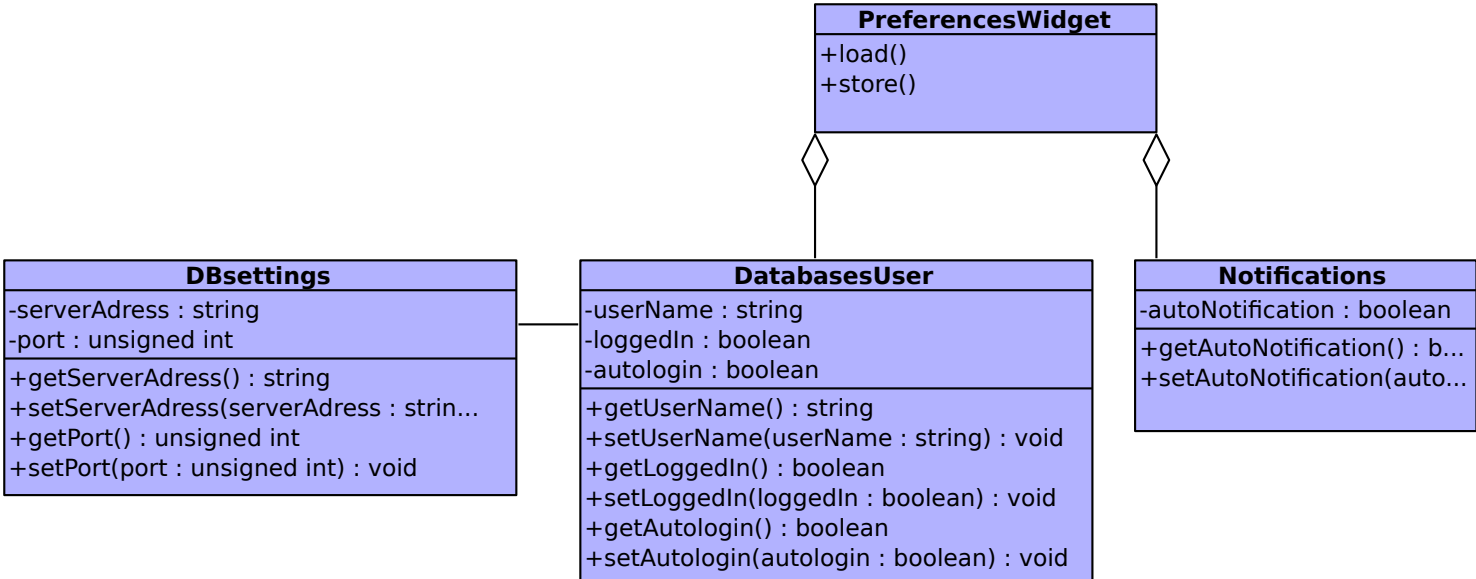 PreferencesWidget
+load()
+store()
DBsettings
-serverAdress : string
-port : unsigned int
+getServerAdress() : string
+setServerAdress(serverAdress : strin...
+getPort() : unsigned int
+setPort(port : unsigned int) : void
DatabasesUser
-userName : string
-loggedIn : boolean
-autologin : boolean
+getUserName() : string
+setUserName(userName : string) : void
+getLoggedIn() : boolean
+setLoggedIn(loggedIn : boolean) : void
+getAutologin() : boolean
+setAutologin(autologin : boolean) : void
Notifications
-autoNotification : boolean
+getAutoNotification() : b...
+setAutoNotification(auto...